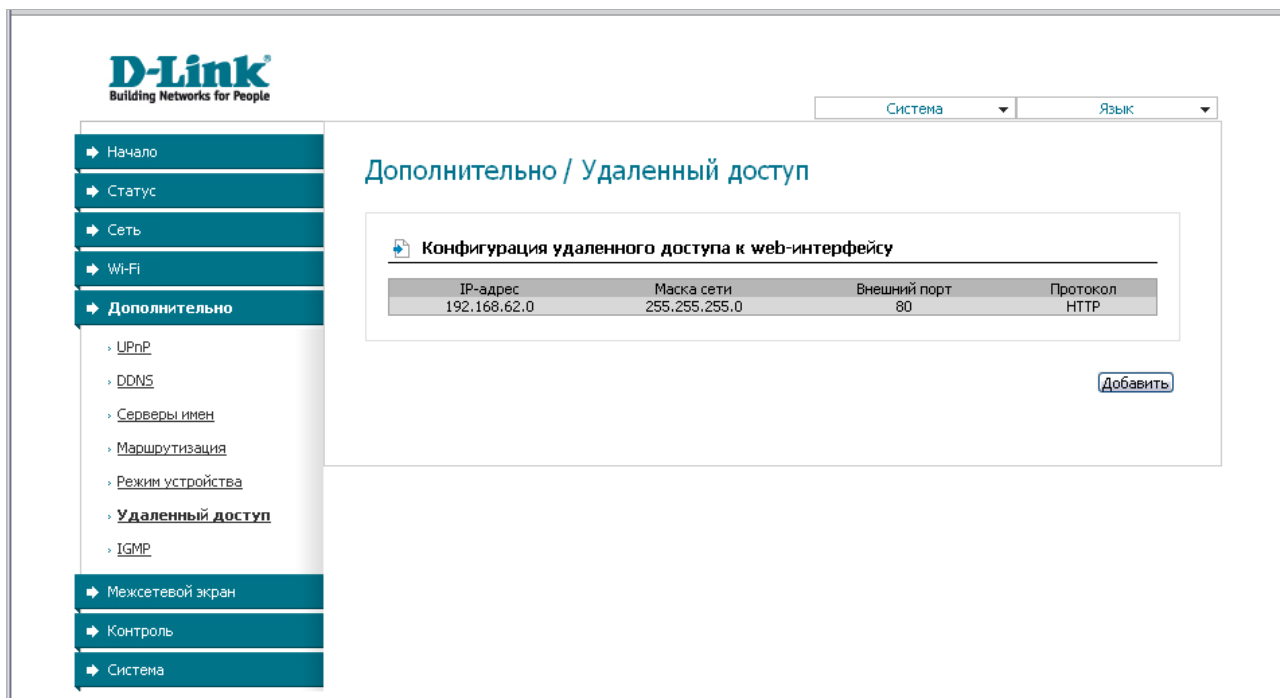 D-Link®
Building Networks for People
Система
Язык
Начало
Статус
Сеть
Wi-Fi
Дополнительно
UPnP
DDNS
Серверы имен
Маршрутизация
Режим устройства
Удаленный доступ
IGMP
Межсетевой экран
Контроль
Система
Дополнительно / Удаленный доступ
Конфигурация удаленного доступа к web-интерфейсу
IP-адрес Маска сети Внешний порт Протокол
192.168.62.0 255.255.255.0 80 HTTP
Добавить